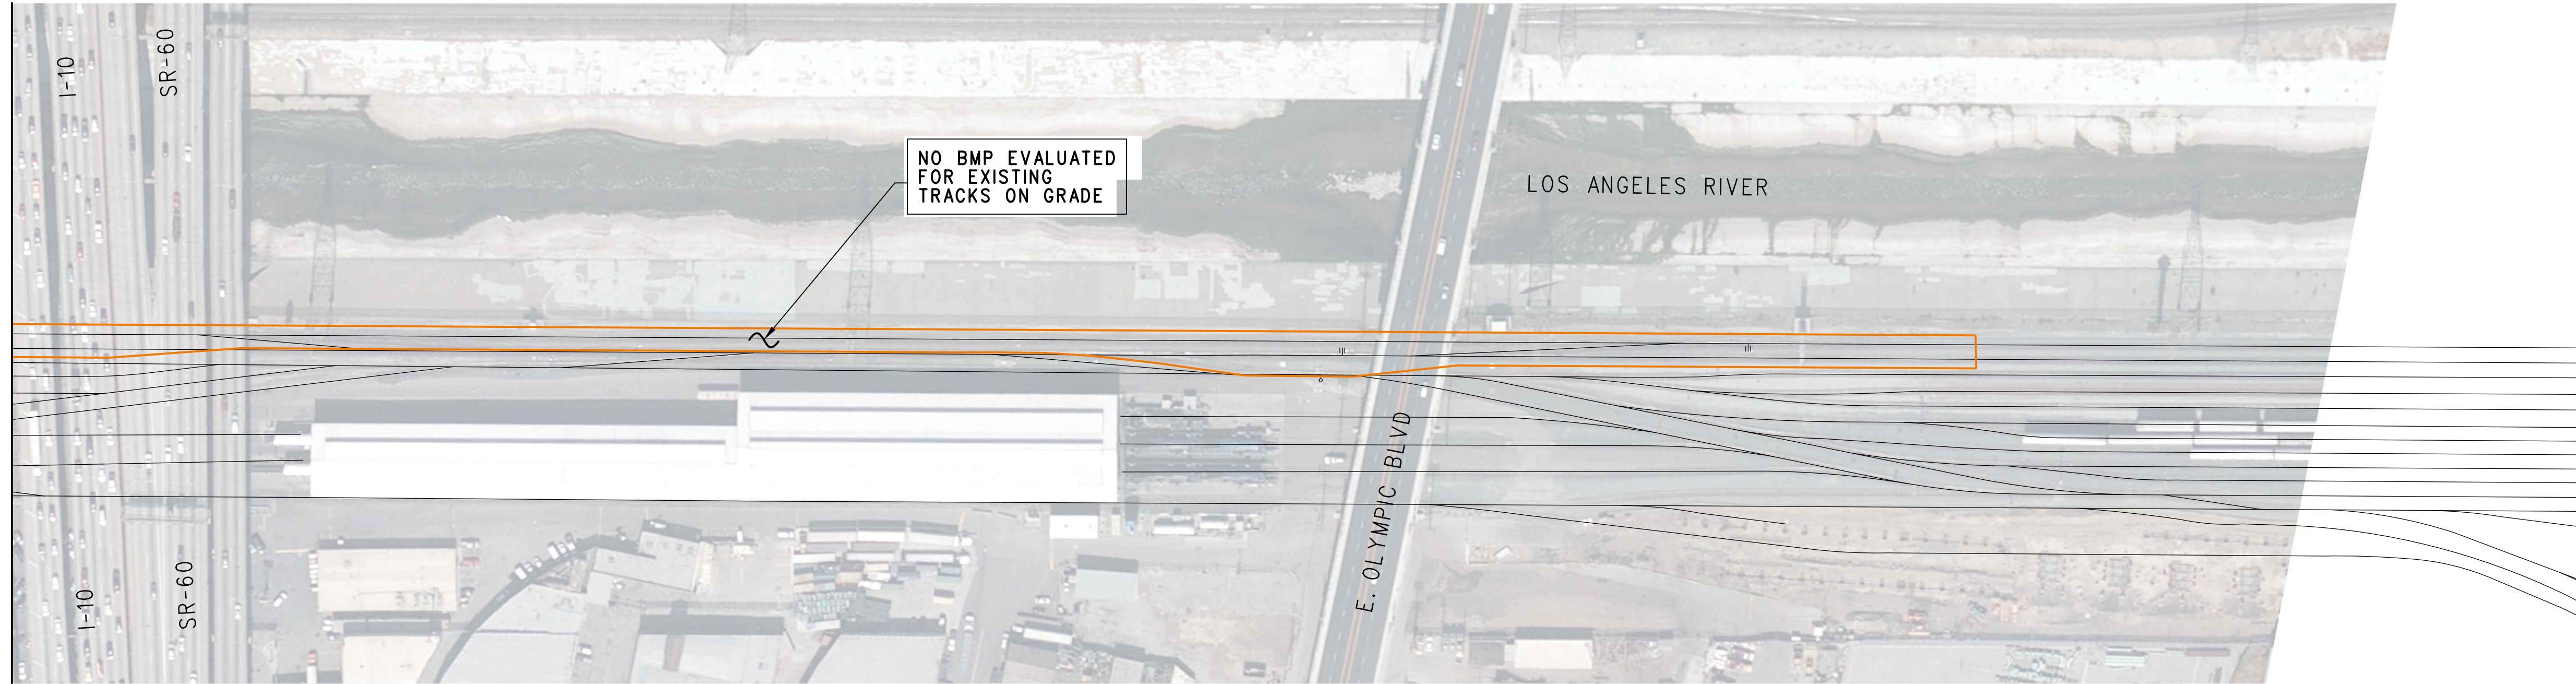 I-10
SR-60
NO BMP EVALUATED
FOR EXISTING
TRACKS ON GRADE
LOS ANGELES RIVER
E. OLYMPIC BLVD
I-10
SR-60